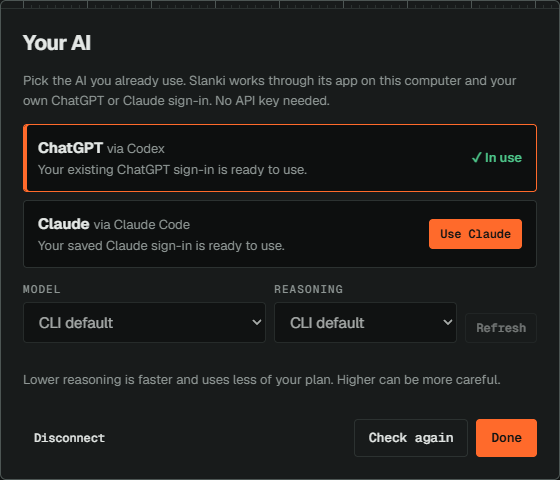 Your AI
Pick the AI you already use. Slanki works through its app on this computer and your
own ChatGPT or Claude sign-in. No API key needed.
ChatGPT via Codex
Your existing ChatGPT sign-in is ready to use.
✓ In use
Claude via Claude Code
Your saved Claude sign-in is ready to use.
Use Claude
MODEL
REASONING
CLI default
CLI default
Refresh
Lower reasoning is faster and uses less of your plan. Higher can be more careful.
Disconnect
Check again
Done